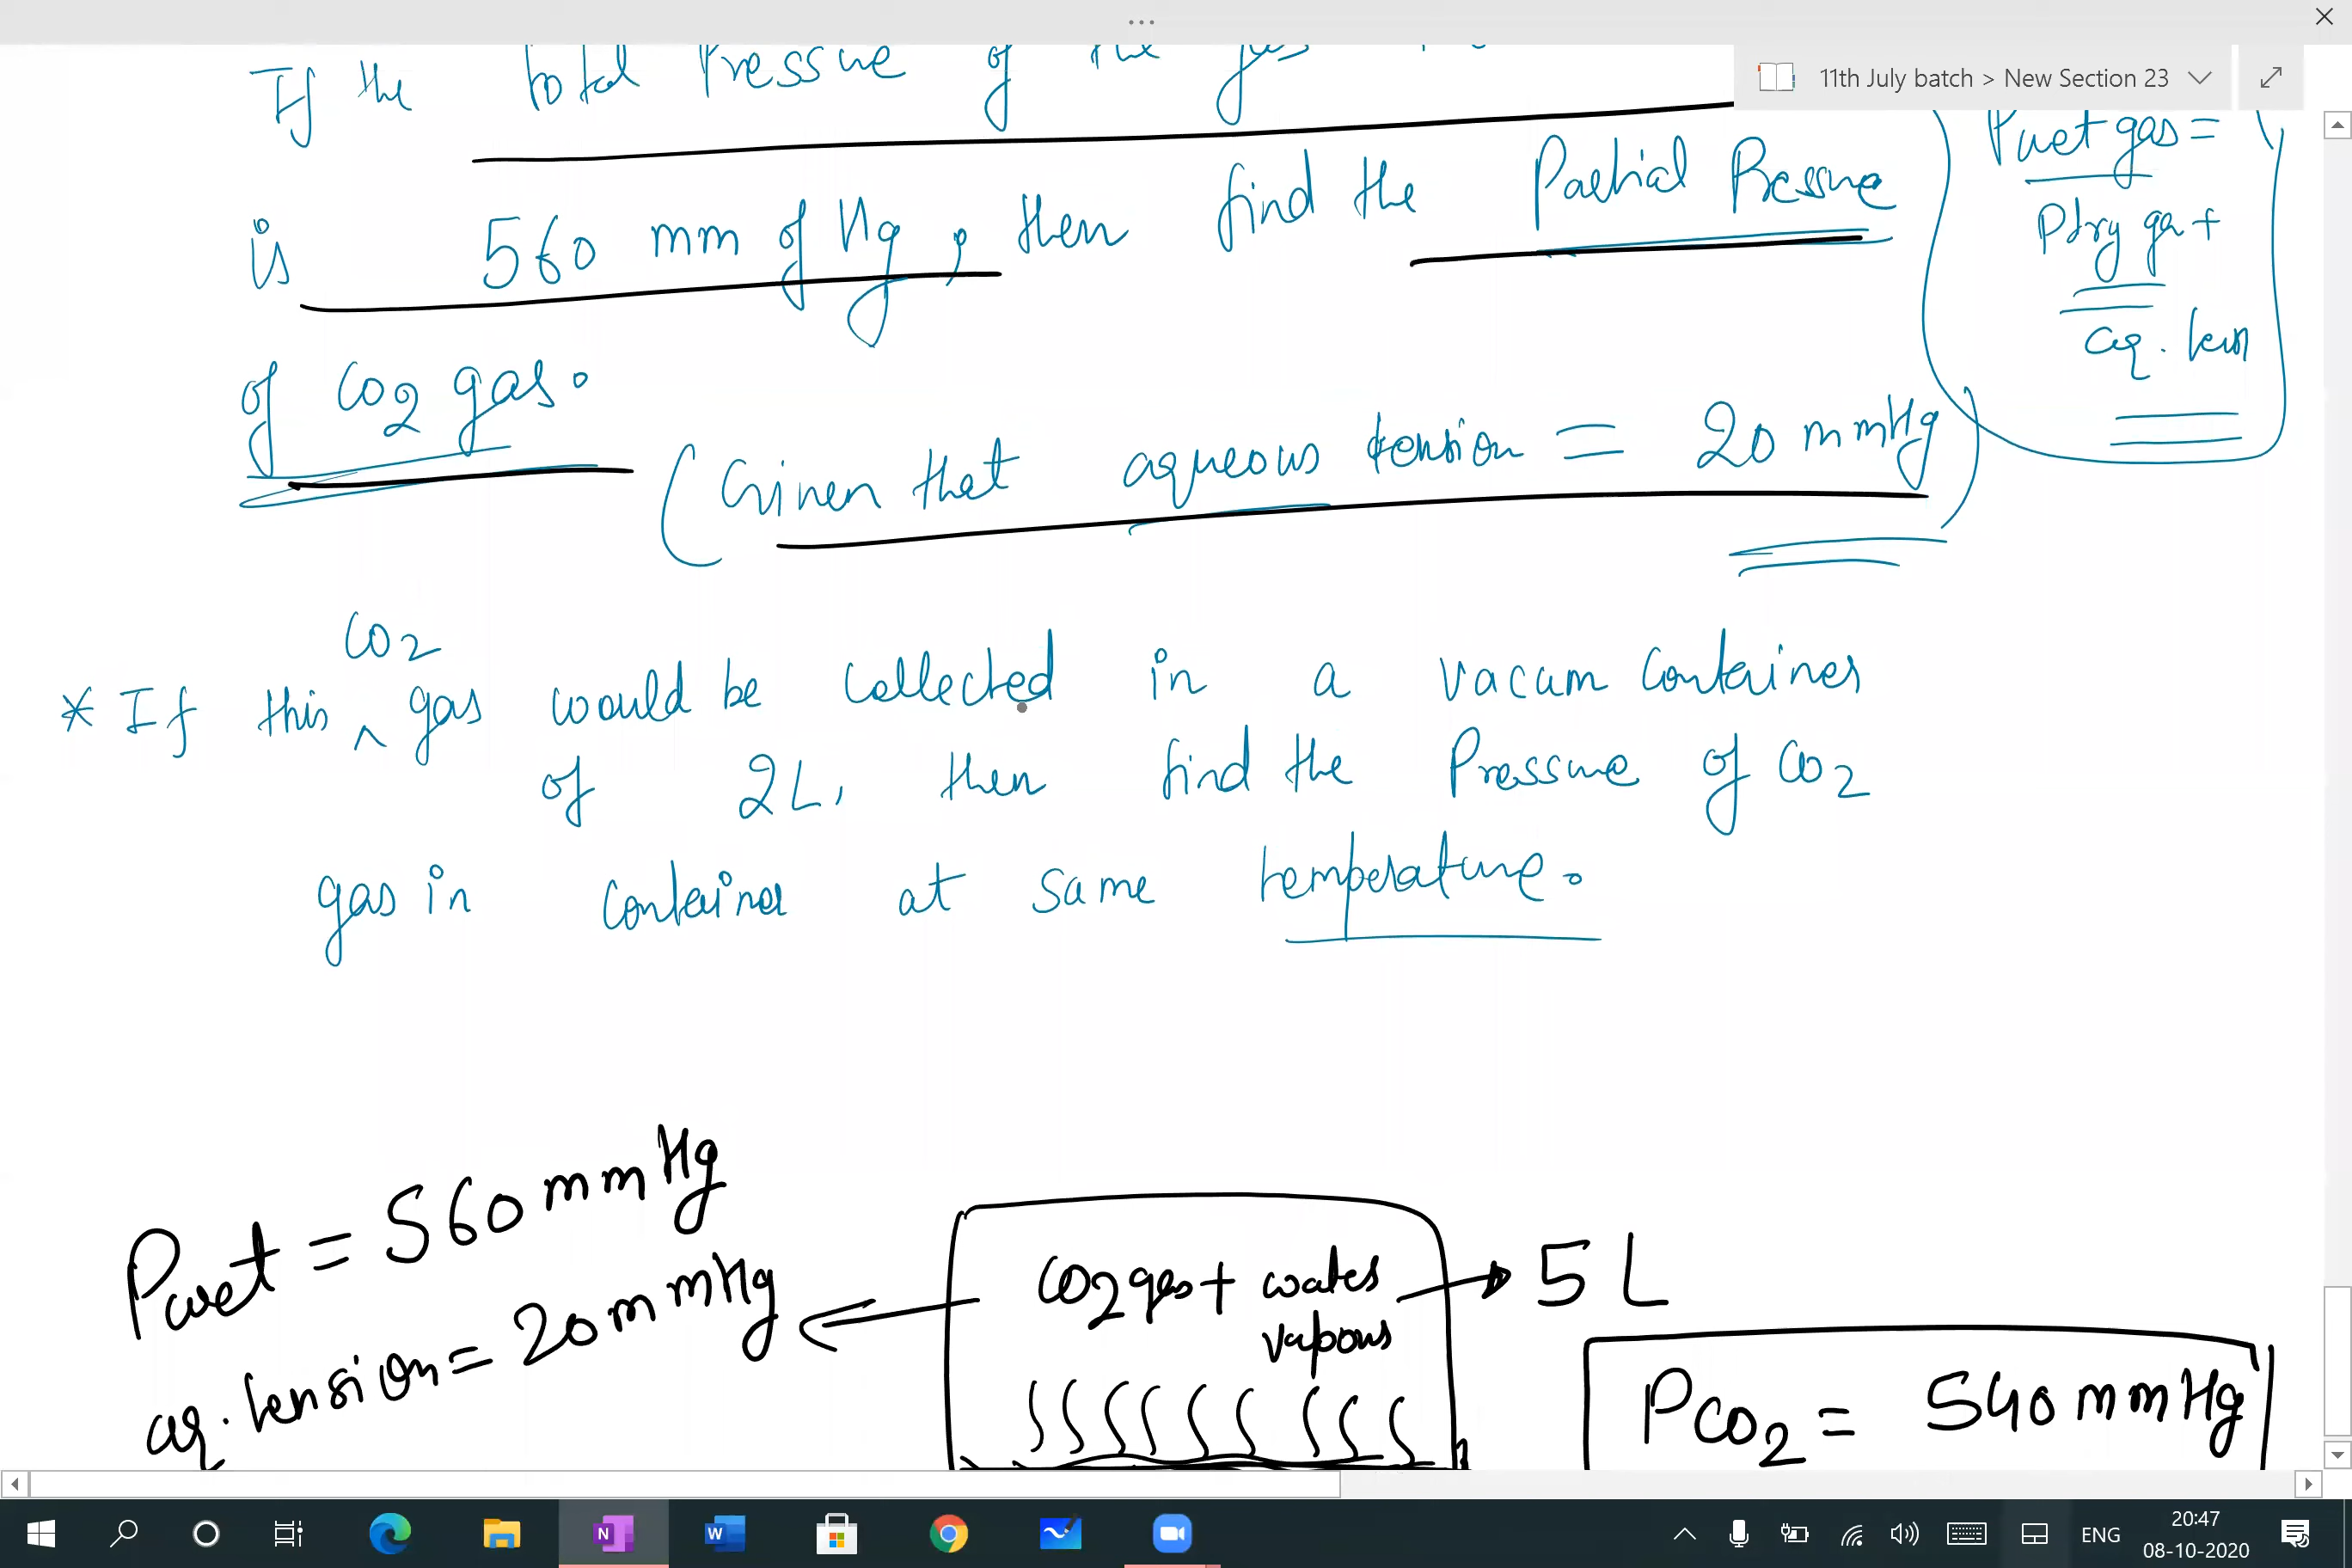 ...
11th July batch > New Section 23
If the total Pressure of the gas
is 560 mm of Hg, then find the Partial Pressure
of CO2 gas.
(Given that aqueous tension = 20 mmHg)
Pwet gas =
Pdry ga +
aq. ten
CO2
* If this ^ gas would be collected in a vacum container
of 2L, then find the Pressure of CO2
gas in container at same temperature.
Pwet = 560 mmHg
aq. tension = 20 mmHg
CO2 gas + water
vapours
5 L
PCO2 = 540 mmHg
ENG
20:47
08-10-2020